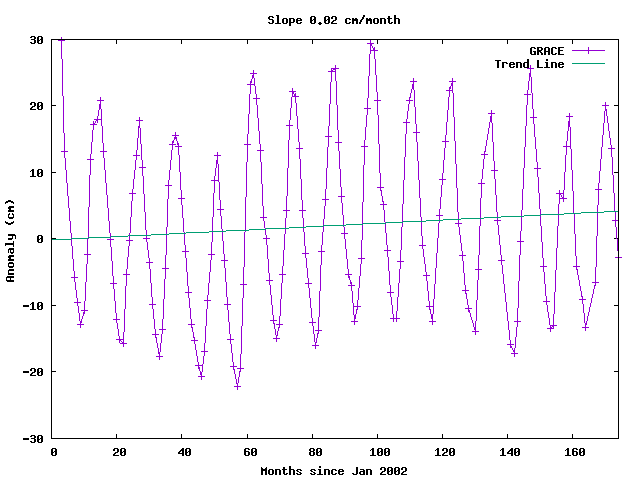 Slope 0.02 cm/month
GRACE
Trend Line
30
20
10
0
-10
-20
-30
Anomaly (cm)
0 20 40 60 80 100 120 140 160
Months since Jan 2002